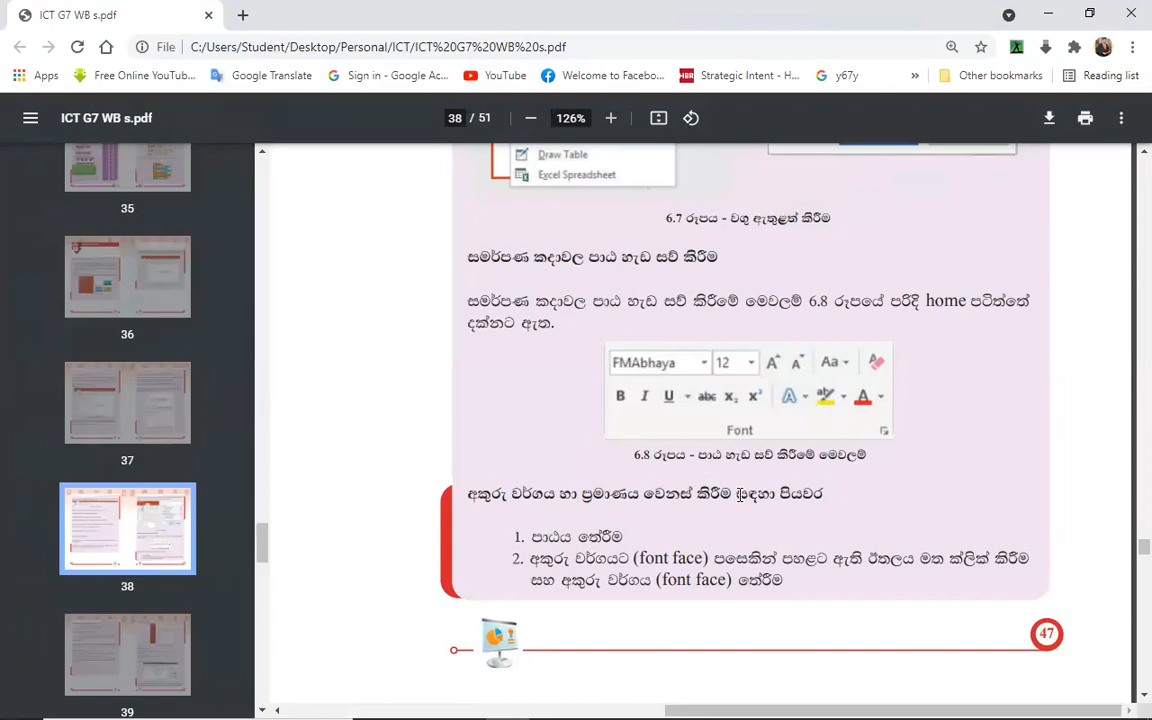 ICT G7 WB s.pdf
File C:/Users/Student/Desktop/Personal/ICT/ICT%20G7%20WB%20s.pdf
Apps Free Online YouTub... Google Translate Sign in - Google Ac... YouTube Welcome to Facebo... HBR Strategic Intent - H... y67y » Other bookmarks Reading list
ICT G7 WB s.pdf 38 / 51 126%
Draw Table
Excel Spreadsheet
35
6.7 රූපය - වගු ඇතුළත් කිරීම
සමර්පණ කදාවල පාඨ හැඩ සව් කිරීම
සමර්පණ කදාවල පාඨ හැඩ සව් කිරීමේ මෙවලම් 6.8 රූපයේ පරිදි home පටිත්තේ
දක්නට ඇත.
36
FMAbhaya 12 Aa
B I U abc x₂ x²
Font
6.8 රූපය - පාඨ හැඩ සව් කිරීමේ මෙවලම්
37
අකුරු වර්ගය හා ප්‍රමාණය වෙනස් කිරීම සඳහා පියවර
1. පාඨය තේරීම
2. අකුරු වර්ගයට (font face) පසෙකින් පහළට ඇති ඊතලය මත ක්ලික් කිරීම
සහ අකුරු වර්ගය (font face) තේරීම
38
47
39